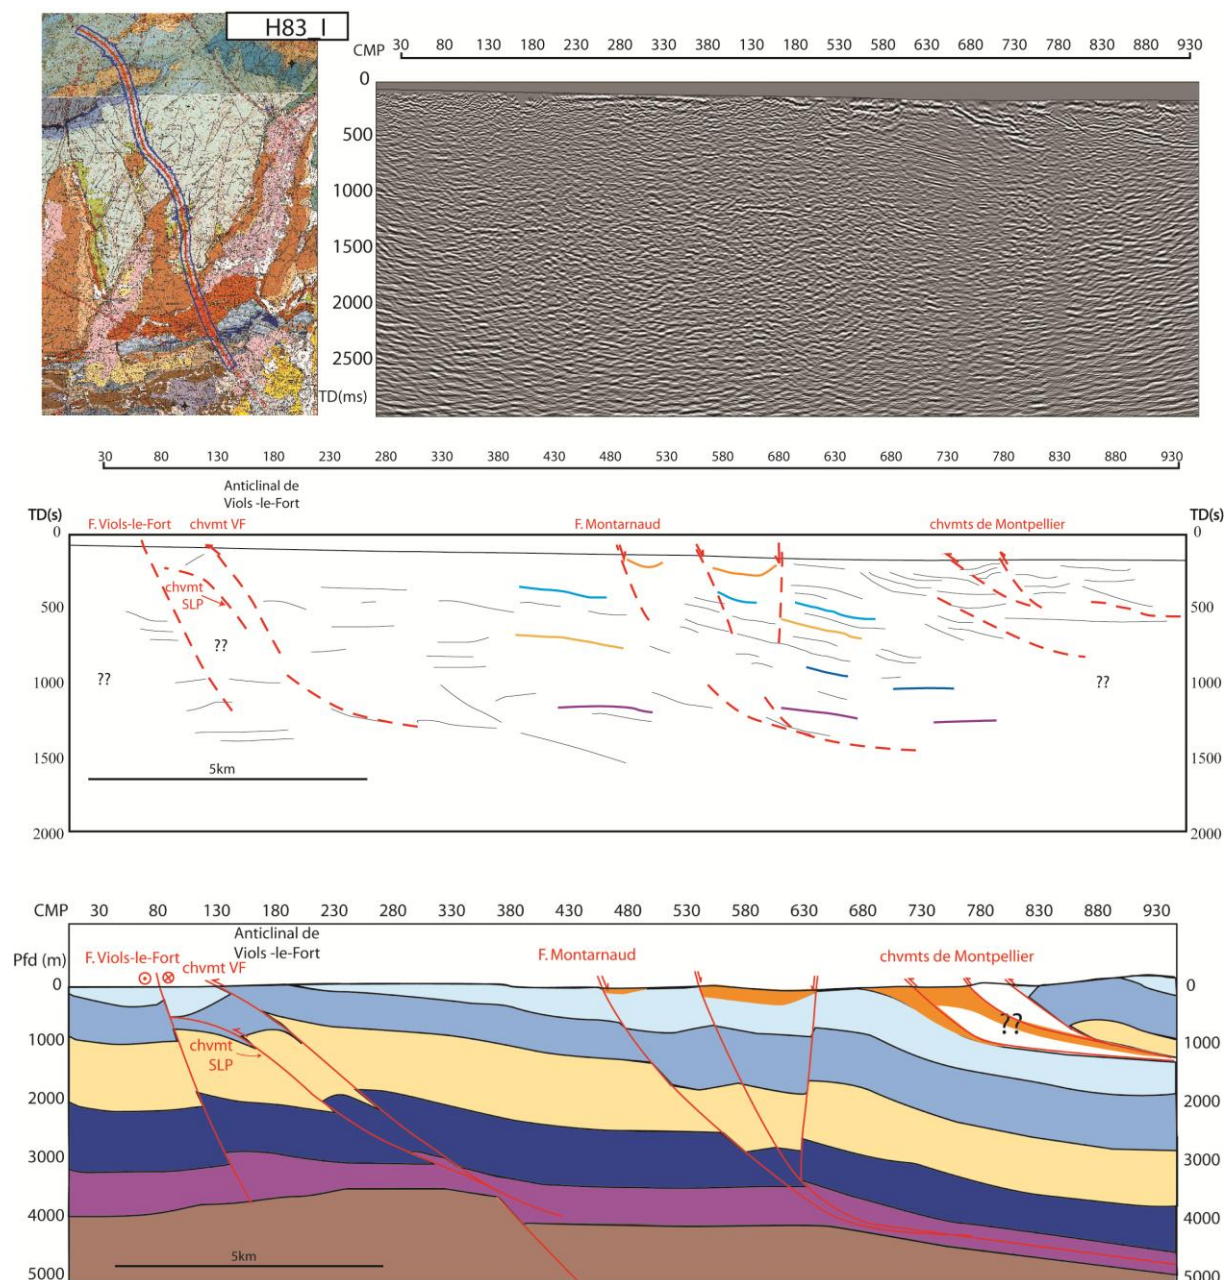 H83_I
CMP 30 80 130 180 230 280 330 380 130 180 580 630 680 730 780 830 880 930
0
500
1000
1500
2000
2500
TD(ms)
30 80 130 180 230 280 330 380 430 480 530 580 680 630 680 730 780 830 880 930
Anticlinal de
Viols -le-Fort
TD(s) F. Viols-le-Fort chvmt VF F. Montarnaud chvmts de Montpellier TD(s)
0 0
chvmt
SLP
500 500
??
?? ??
1000 1000
1500 1500
5km
2000 2000
CMP 30 80 130 180 230 280 330 380 430 480 530 580 630 680 730 780 830 880 930
Anticlinal de
Viols -le-Fort
Pfd (m) F. Viols-le-Fort chvmt VF F. Montarnaud chvmts de Montpellier
0 0
??
1000 1000
chvmt
SLP
2000 2000
3000 3000
4000 4000
5km
5000 5000